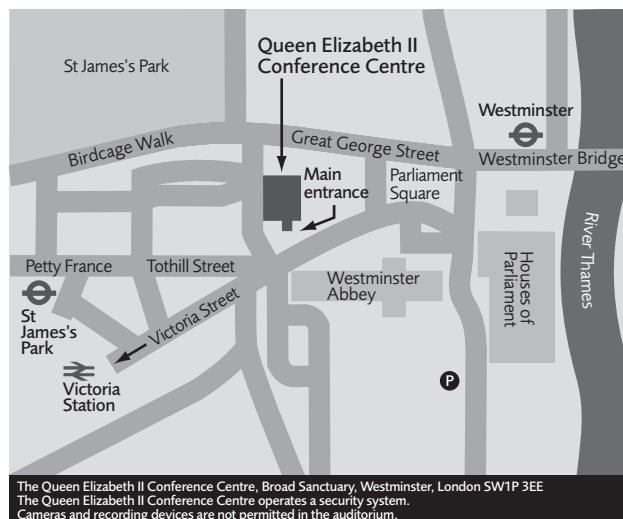 St James's Park
Queen Elizabeth II
Conference Centre
Westminster
Birdcage Walk
Great George Street
Westminster Bridge
Main
entrance
Parliament
Square
River Thames
Petty France
Tothill Street
Westminster
Abbey
Houses of
Parliament
St
James's
Park
Victoria Street
Victoria
Station
P
The Queen Elizabeth II Conference Centre, Broad Sanctuary, Westminster, London SW1P 3EE
The Queen Elizabeth II Conference Centre operates a security system.
Cameras and recording devices are not permitted in the auditorium.